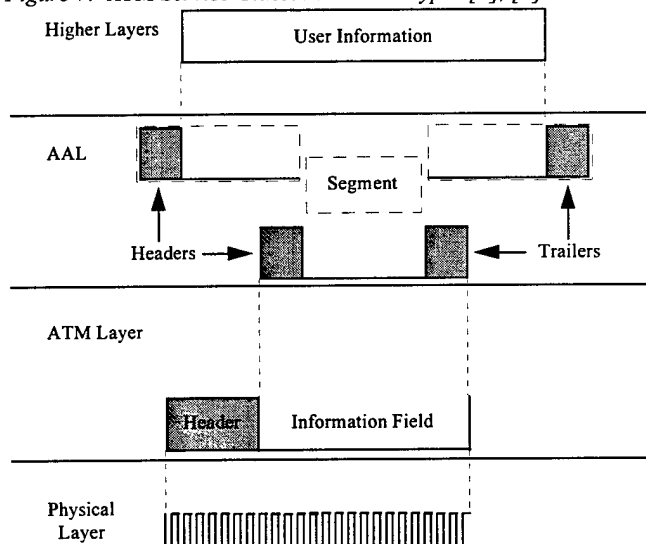 Higher Layers
User Information
AAL
Segment
Headers
Trailers
ATM Layer
Header
Information Field
Physical
Layer